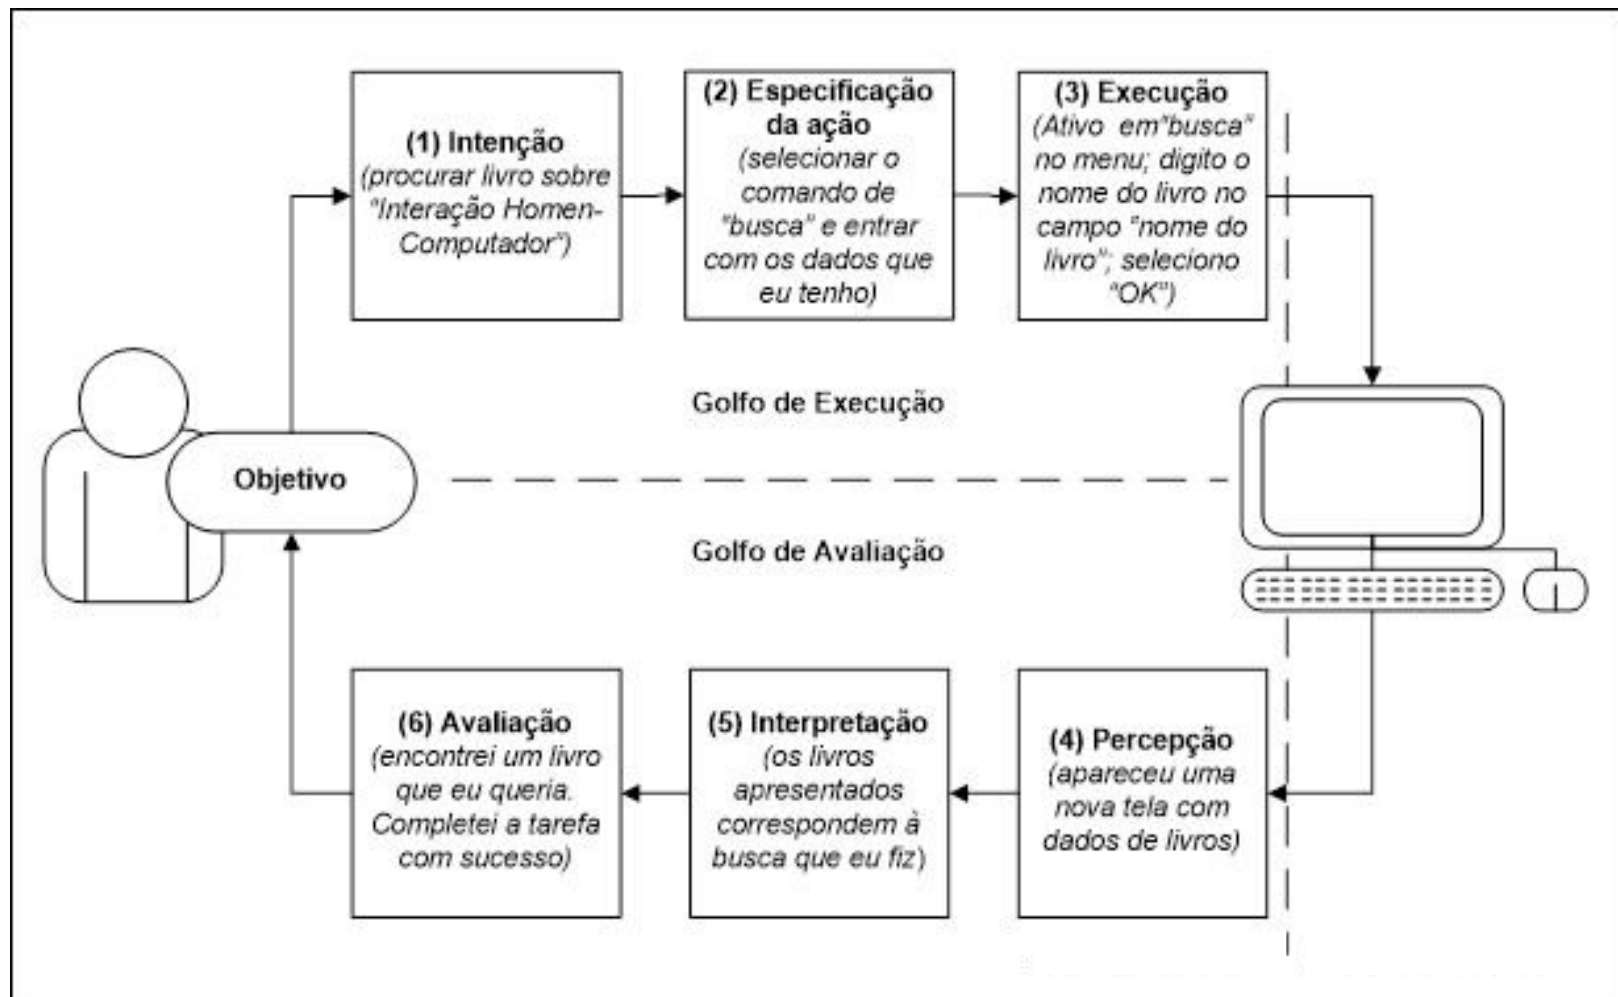 (1) Intenção
(procurar livro sobre
"Interação Homen-
Computador")
(2) Especificação
da ação
(selecionar o
comando de
"busca" e entrar
com os dados que
eu tenho)
(3) Execução
(Ativo em"busca"
no menu; digito o
nome do livro no
campo "nome do
livro"; seleciono
"OK")
Golfo de Execução
Objetivo
Golfo de Avaliação
(6) Avaliação
(encontrei um livro
que eu queria.
Completei a tarefa
com sucesso)
(5) Interpretação
(os livros
apresentados
correspondem à
busca que eu fiz)
(4) Percepção
(apareceu uma
nova tela com
dados de livros)